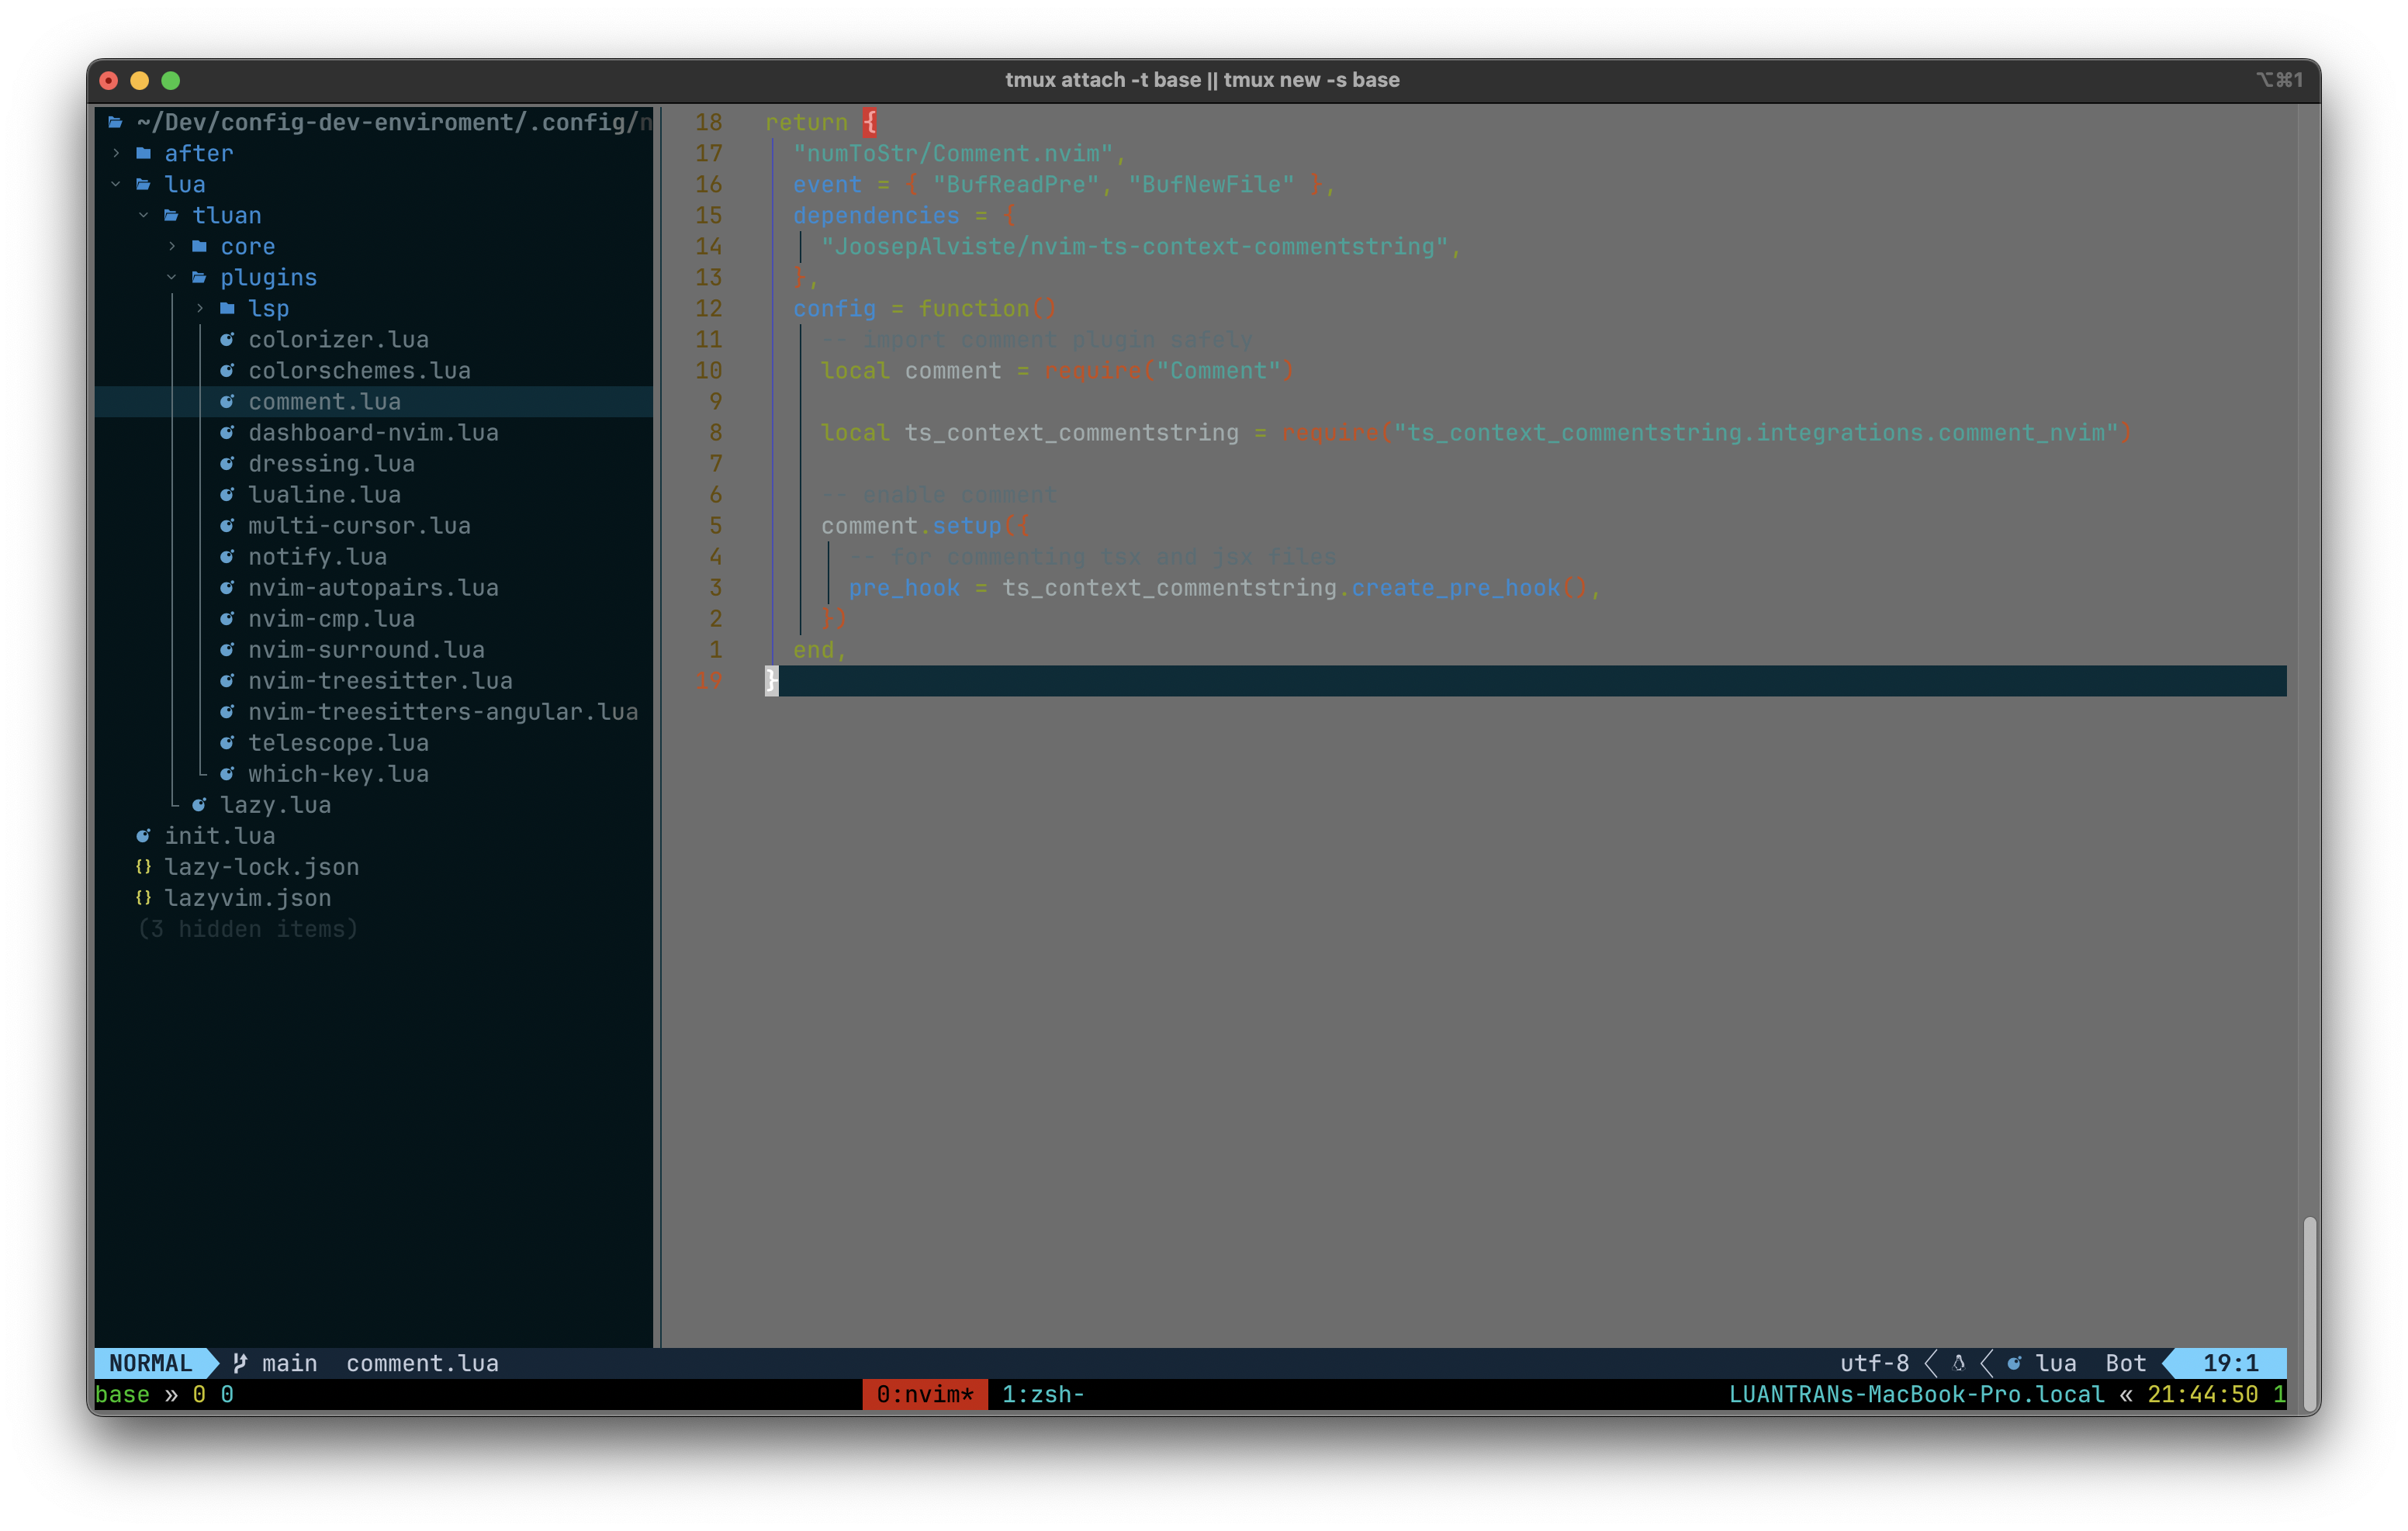 tmux attach -t base || tmux new -s base
⌥⌘1
~/Dev/config-dev-enviroment/.config/n
after
lua
tluan
core
plugins
lsp
colorizer.lua
colorschemes.lua
comment.lua
dashboard-nvim.lua
dressing.lua
lualine.lua
multi-cursor.lua
notify.lua
nvim-autopairs.lua
nvim-cmp.lua
nvim-surround.lua
nvim-treesitter.lua
nvim-treesitters-angular.lua
telescope.lua
which-key.lua
lazy.lua
init.lua
{} lazy-lock.json
{} lazyvim.json
(3 hidden items)
18 return {
17 "numToStr/Comment.nvim",
16 event = { "BufReadPre", "BufNewFile" },
15 dependencies = {
14 "JoosepAlviste/nvim-ts-context-commentstring",
13 },
12 config = function()
11 -- import comment plugin safely
10 local comment = require("Comment")
9
8 local ts_context_commentstring = require("ts_context_commentstring.integrations.comment_nvim")
7
6 -- enable comment
5 comment.setup({
4 -- for commenting tsx and jsx files
3 pre_hook = ts_context_commentstring.create_pre_hook(),
2 })
1 end,
19 }
NORMAL main comment.lua utf-8 lua Bot 19:1
base » 0 0 0:nvim* 1:zsh- LUANTRANs-MacBook-Pro.local « 21:44:50 1